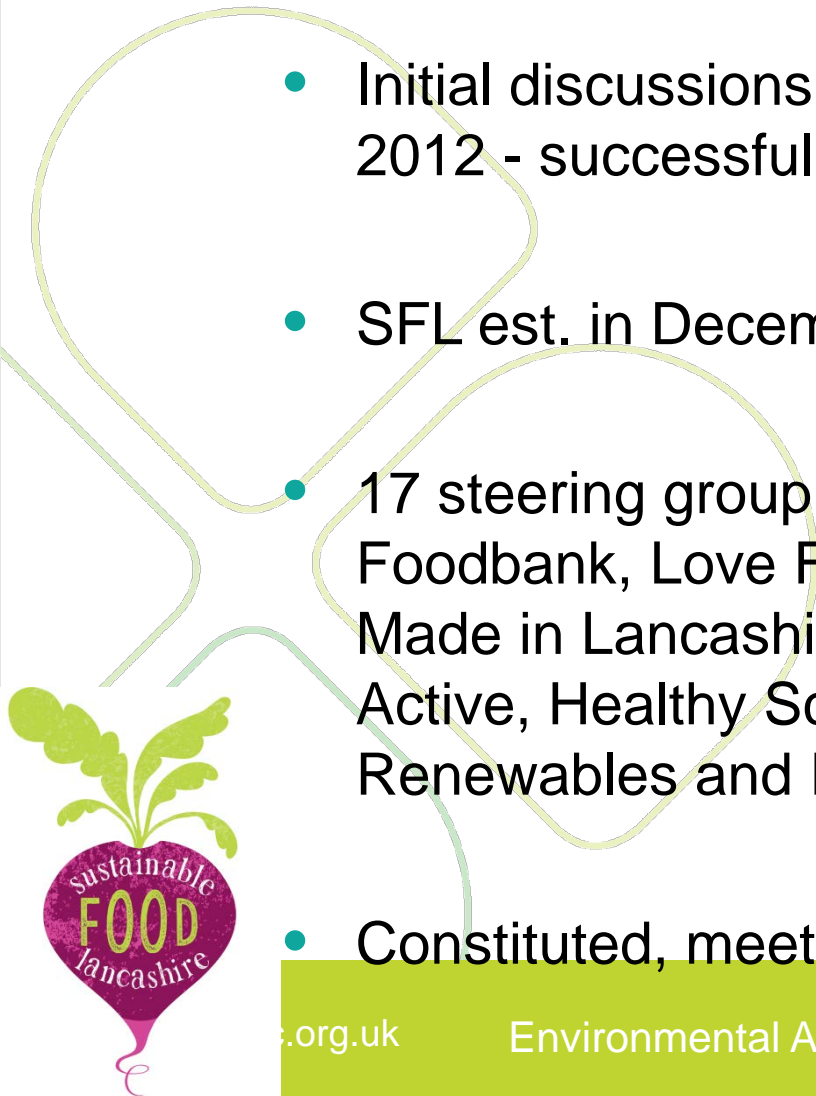 Initial discussions
2012 - successful
SFL est. in Decem
17 steering group
Foodbank, Love F
Made in Lancashi
Active, Healthy Sc
Renewables and
Constituted, meet
sustainable
FOOD
lancashire
.org.uk
Environmental A